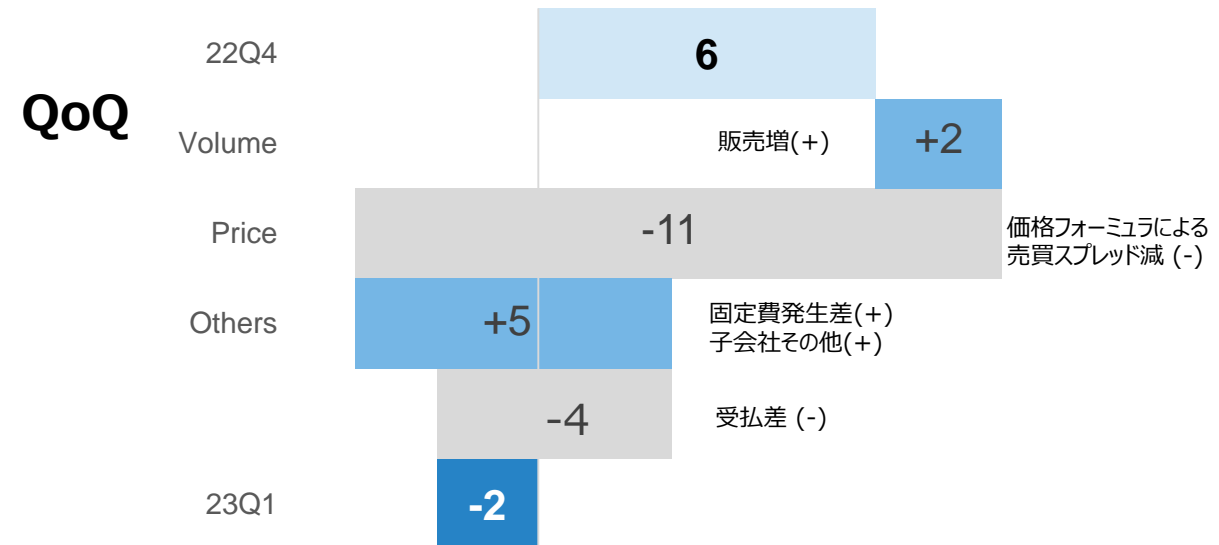 QoQ
22Q4
6
Volume
販売増(+)
+2
Price
-11
価格フォーミュラによる
売買スプレッド減 (-)
Others
+5
固定費発生差(+)
子会社その他(+)
-4
受払差 (-)
23Q1
-2